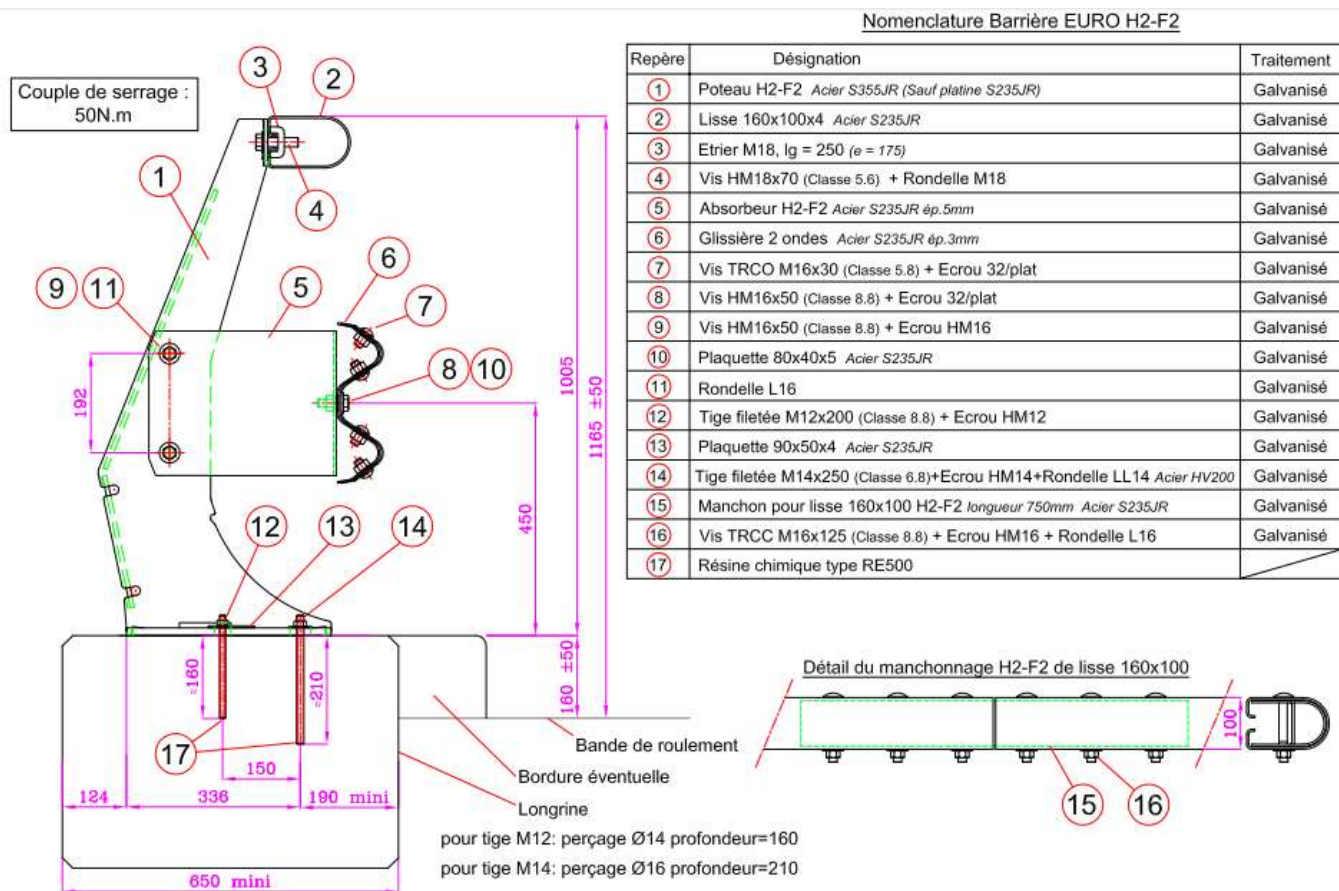 Nomenclature Barrière EURO H2-F2
Repère Désignation Traitement
1 Poteau H2-F2 Acier S355JR (Sauf platine S235JR) Galvanisé
2 Lisse 160x100x4 Acier S235JR Galvanisé
3 Etrier M18, lg = 250 (e = 175) Galvanisé
4 Vis HM18x70 (Classe 5.6) + Rondelle M18 Galvanisé
5 Absorbeur H2-F2 Acier S235JR ép.5mm Galvanisé
6 Glissière 2 ondes Acier S235JR ép.3mm Galvanisé
7 Vis TRCO M16x30 (Classe 5.8) + Ecrou 32/plat Galvanisé
8 Vis HM16x50 (Classe 8.8) + Ecrou 32/plat Galvanisé
9 Vis HM16x50 (Classe 8.8) + Ecrou HM16 Galvanisé
10 Plaquette 80x40x5 Acier S235JR Galvanisé
11 Rondelle L16 Galvanisé
12 Tige filetée M12x200 (Classe 8.8) + Ecrou HM12 Galvanisé
13 Plaquette 90x50x4 Acier S235JR Galvanisé
14 Tige filetée M14x250 (Classe 6.8)+Ecrou HM14+Rondelle LL14 Acier HV200 Galvanisé
15 Manchon pour lisse 160x100 H2-F2 longueur 750mm Acier S235JR Galvanisé
16 Vis TRCC M16x125 (Classe 8.8) + Ecrou HM16 + Rondelle L16 Galvanisé
17 Résine chimique type RE500
Couple de serrage :
50N.m
3
2
1
4
6
9 11
5
7
8 10
192
1005
1165 ±50
450
12
13
14
≈160
≈210
160 ±50
17
150
124
336
190 mini
650 mini
Bande de roulement
Bordure éventuelle
Longrine
pour tige M12: perçage Ø14 profondeur=160
pour tige M14: perçage Ø16 profondeur=210
Détail du manchonnage H2-F2 de lisse 160x100
100
15
16